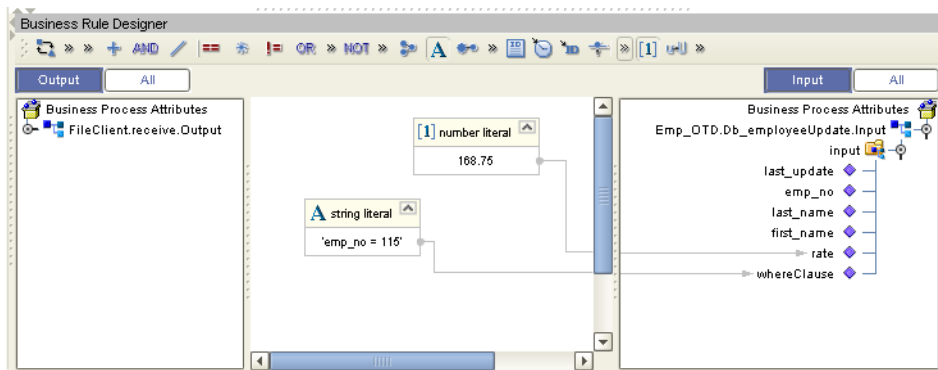 Business Rule Designer
» » AND == != OR » NOT » A » » [1] »
Output All
Input All
Business Process Attributes
FileClient.receive.Output
[1] number literal
168.75
A string literal
'emp_no = 115'
Business Process Attributes
Emp_OTD.Db_employeeUpdate.Input
input
last_update
emp_no
last_name
first_name
rate
whereClause